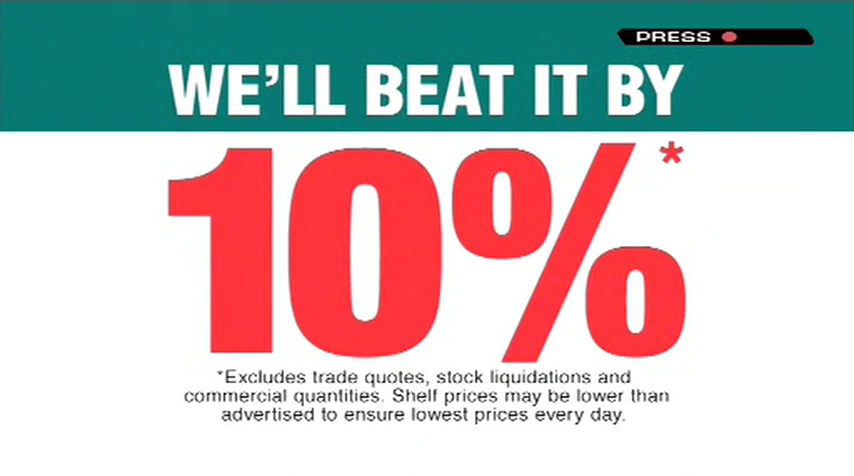 PRESS
WE'LL BEAT IT BY
10%*
*Excludes trade quotes, stock liquidations and
commercial quantities. Shelf prices may be lower than
advertised to ensure lowest prices every day.